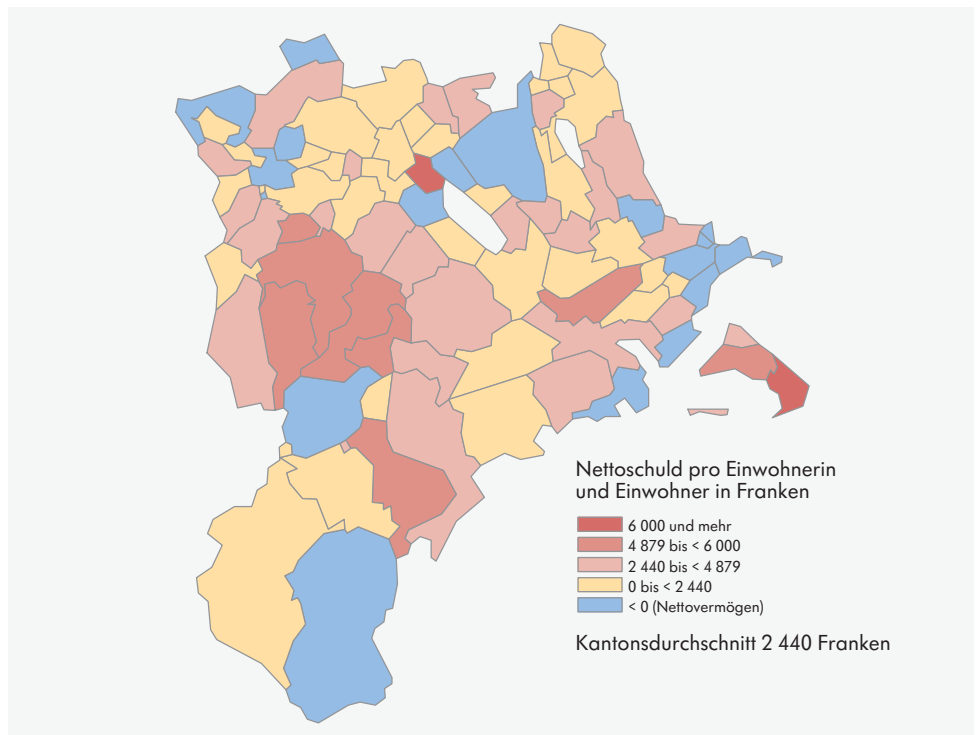 Nettoschuld pro Einwohnerin
und Einwohner in Franken
6 000 und mehr
4 879 bis < 6 000
2 440 bis < 4 879
0 bis < 2 440
< 0 (Nettovermögen)
Kantonsdurchschnitt 2 440 Franken